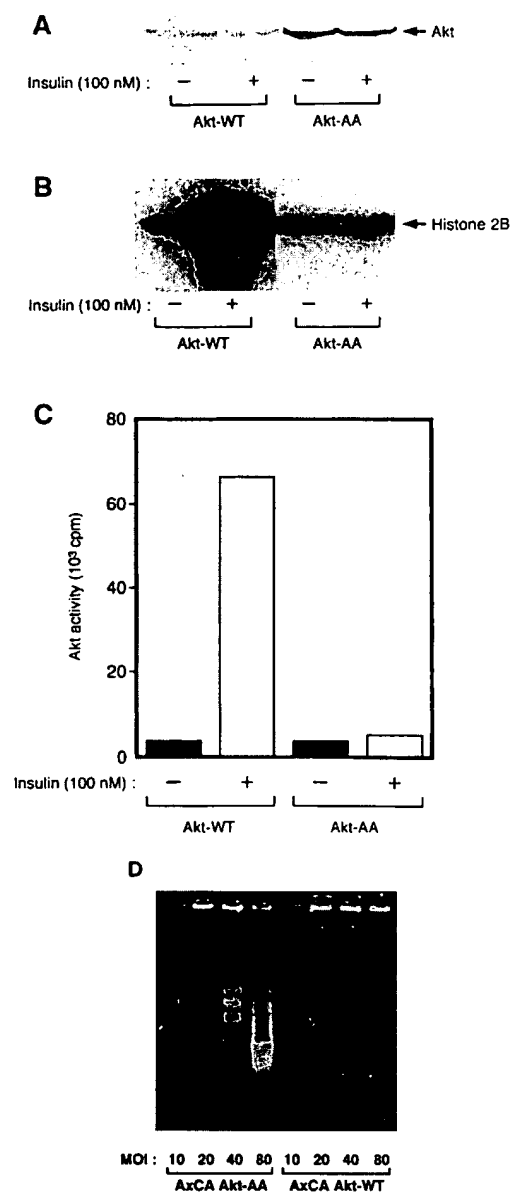 A
Akt
Insulin (100 nM) : − + − +
Akt-WT Akt-AA
B
Histone 2B
Insulin (100 nM) : − + − +
Akt-WT Akt-AA
C
80
60
40
20
0
Akt activity (10³ cpm)
Insulin (100 nM) : − + − +
Akt-WT Akt-AA
D
MOI : 10 20 40 80 10 20 40 80
AxCA Akt-AA AxCA Akt-WT